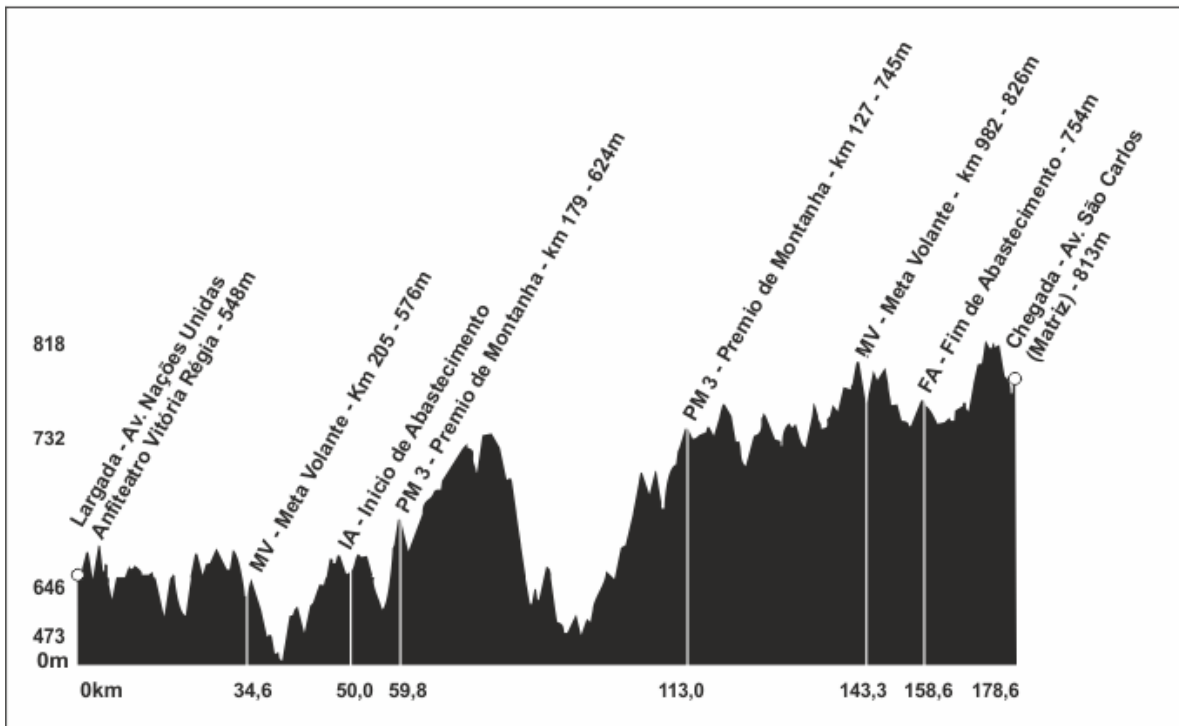 Largada - Av. Nações Unidas
Anfiteatro Vitória Régia - 548m
MV - Meta Volante - Km 205 - 576m
IA - Inicio de Abastecimento
PM 3 - Premio de Montanha - km 179 - 624m
PM 3 - Premio de Montanha - km 127 - 745m
MV - Meta Volante - km 982 - 826m
FA - Fim de Abastecimento - 754m
Chegada - Av. São Carlos
(Matriz) - 813m
818
732
646
473
0m
0km
34,6
50,0
59,8
113,0
143,3
158,6
178,6